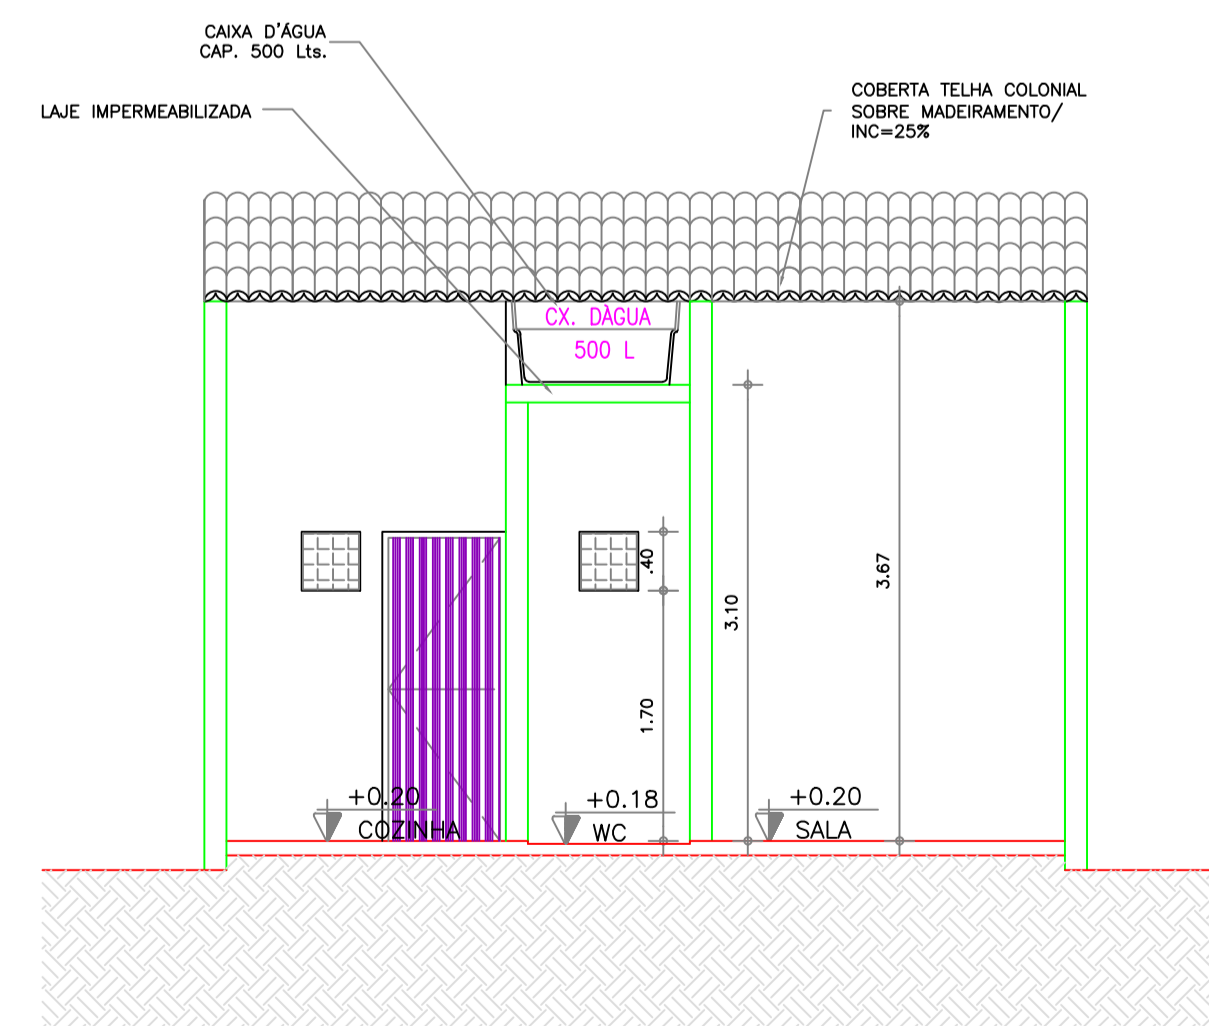 CAIXA D'ÁGUA
CAP. 500 Lts.
LAJE IMPERMEABILIZADA
COBERTA TELHA COLONIAL
SOBRE MADEIRAMENTO/
INC=25%
CX. DÀGUA
500 L
.40
3.10
3.67
1.70
+0.20
COZINHA
+0.18
WC
+0.20
SALA